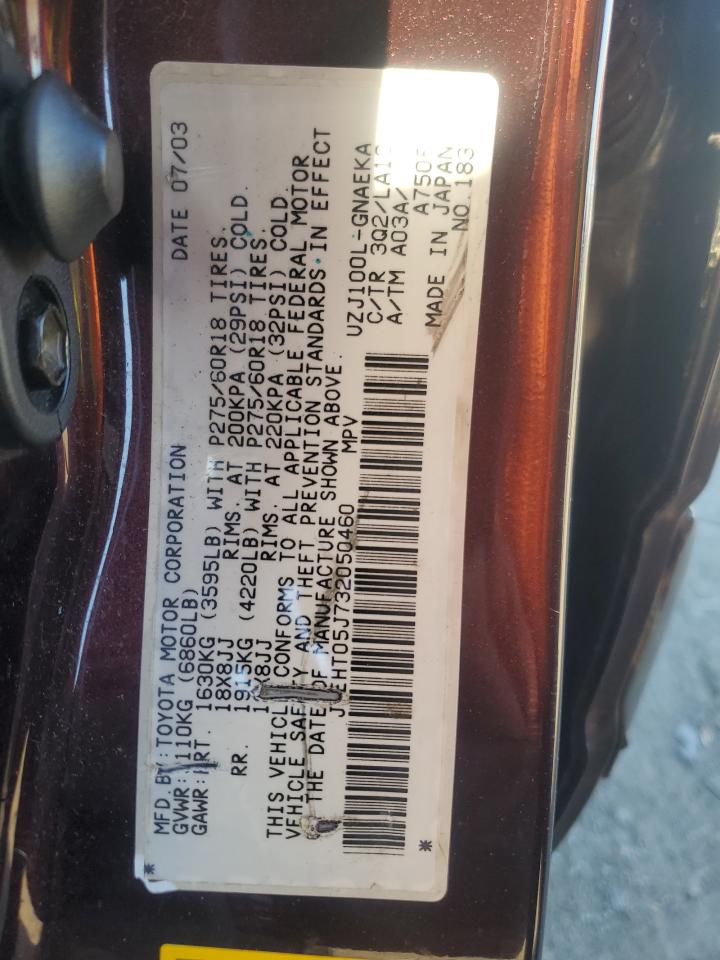 MFD. BY: TOYOTA MOTOR CORPORATION DATE 07/03
GVWR: 3110KG (6860LB)
GAWR: FRT. 1630KG (3595LB) WITH P275/60R18 TIRES.
18X8JJ RIMS. AT 200KPA (29PSI) COLD.
RR. 1915KG (4220LB) WITH P275/60R18 TIRES.
18X8JJ RIMS. AT 220KPA (32PSI) COLD.
THIS VEHICLE CONFORMS TO ALL APPLICABLE FEDERAL MOTOR
VEHICLE SAFETY AND THEFT PREVENTION STANDARDS IN EFFECT
THE DATE OF MANUFACTURE SHOWN ABOVE.
05J732050460 MPV
UZJ100L-GNAEKA
C/TR 3Q2/
A/TM A03A/
A750F
MADE IN JAPAN
NO.183